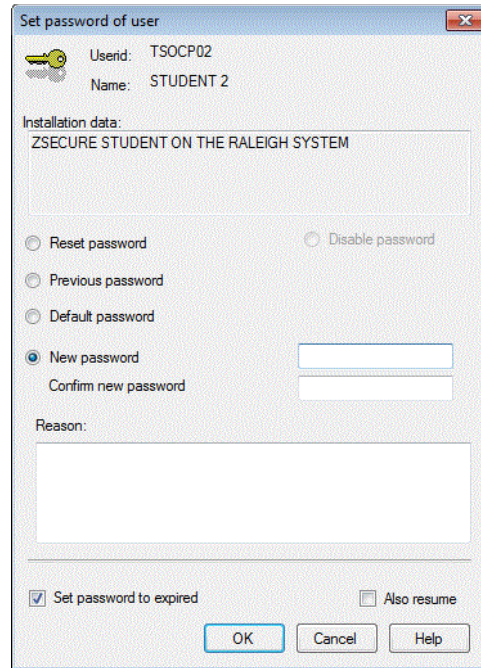 Set password of user
Userid: TSOCP02
Name: STUDENT 2
Installation data:
ZSECURE STUDENT ON THE RALEIGH SYSTEM
Reset password Disable password
Previous password
Default password
New password
Confirm new password
Reason:
Set password to expired Also resume
OK Cancel Help